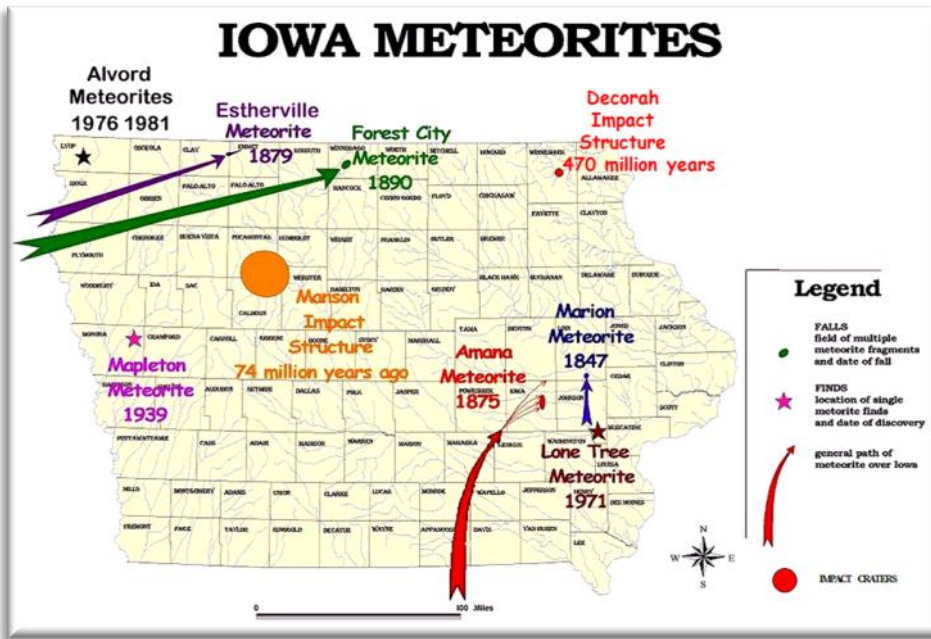 IOWA METEORITES
Alvord
Meteorites
1976 1981
Estherville
Meteorite
1879
Forest City
Meteorite
1890
Decorah
Impact
Structure
470 million years
LYON
OSCEOLA
CLAY
EMMET
KOSSUTH
WINNEBAGO
WORTH
MITCHELL
HOWARD
WINNESHIEK
ALLAMAKEE
SIOUX
OBRIEN
PALO ALTO
PALO ALTO
HANCOCK
CERRO GORDO
FLOYD
CHICKASAW
FAYETTE
CLAYTON
PLYMOUTH
CHEROKEE
BUENA VISTA
POCAHONTAS
HUMBOLDT
WRIGHT
FRANKLIN
BUTLER
BREMER
WOODBURY
IDA
SAC
CALHOUN
WEBSTER
HAMILTON
HARDIN
GRUNDY
BLACK HAWK
BUCHANAN
DELAWARE
DUBUQUE
Manson
Impact
Structure
74 million years ago
Marion
Meteorite
1847
MONONA
CRAWFORD
CARROLL
GREENE
BOONE
STORY
MARSHALL
TAMA
BENTON
LINN
JONES
JACKSON
Mapleton
Meteorite
1939
Amana
Meteorite
1875
AUDUBON
GUTHRIE
DALLAS
POLK
JASPER
POWESHIEK
IOWA
JOHNSON
CEDAR
CLINTON
SCOTT
POTTAWATTAMIE
CASS
ADAIR
MADISON
WARREN
MARION
MAHASKA
WASHINGTON
MUSCATINE
Lone Tree
Meteorite
1971
LOUISA
MILLS
MONTGOMERY
ADAMS
UNION
CLARKE
LUCAS
MONROE
WAPELLO
JEFFERSON
HENRY
DES MOINES
FREMONT
PAGE
TAYLOR
RINGGOLD
DECATUR
WAYNE
APPANOOSE
DAVIS
VAN BUREN
LEE
0 100 Miles
Legend
FALLS
field of multiple
meteorite fragments
and date of fall
FINDS
location of single
metorite finds
and date of discovery
general path of
meteorite over Iowa
N
W E
S
IMPACT CRATERS